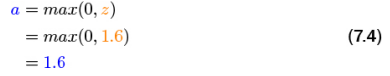 a = max(0, z)
= max(0, 1.6) (7.4)
= 1.6